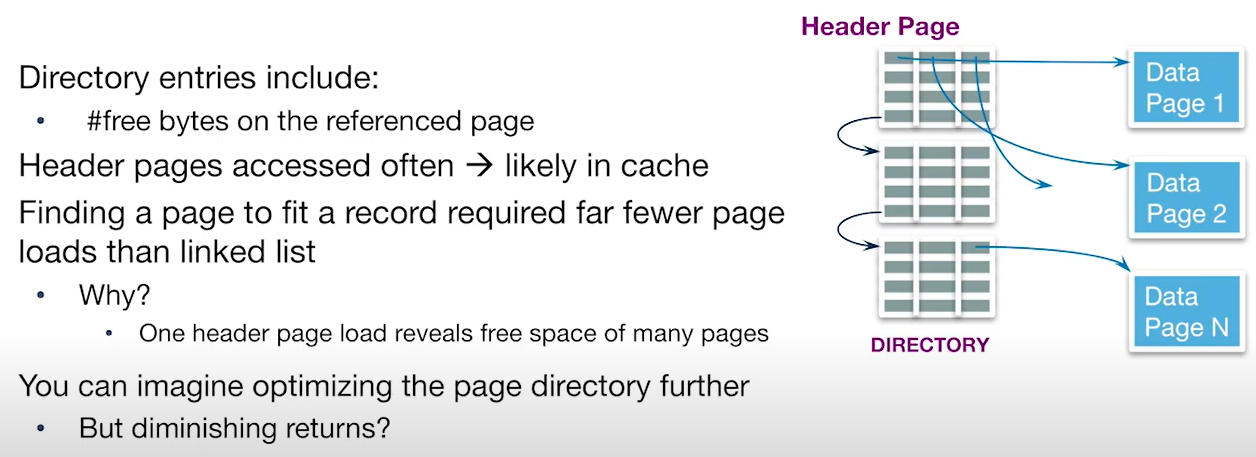 Header Page
Directory entries include:
• #free bytes on the referenced page
Header pages accessed often → likely in cache
Finding a page to fit a record required far fewer page
loads than linked list
• Why?
• One header page load reveals free space of many pages
You can imagine optimizing the page directory further
• But diminishing returns?
Data
Page 1
Data
Page 2
Data
Page N
DIRECTORY